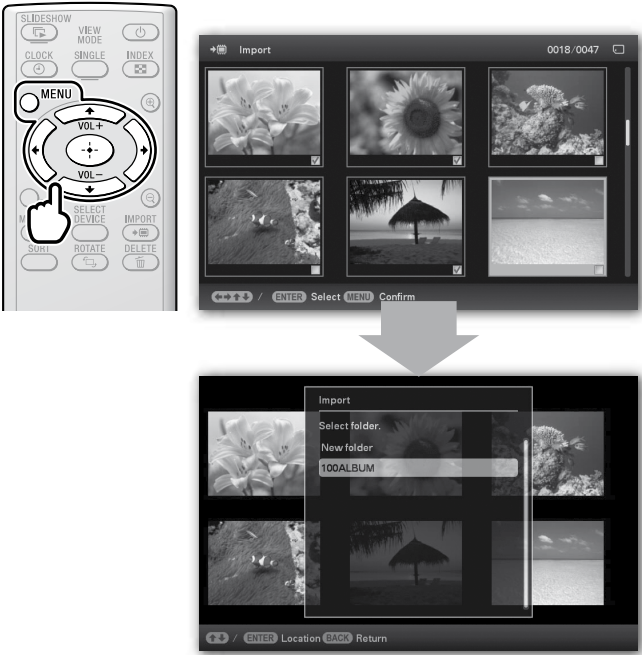 SLIDESHOW
VIEW MODE
CLOCK SINGLE INDEX
MENU
VOL+
VOL−
SELECT DEVICE
IMPORT
SORT ROTATE DELETE
Import 0018/0047
/ ENTER Select MENU Confirm
Import
Select folder.
New folder
100ALBUM
/ ENTER Location BACK Return